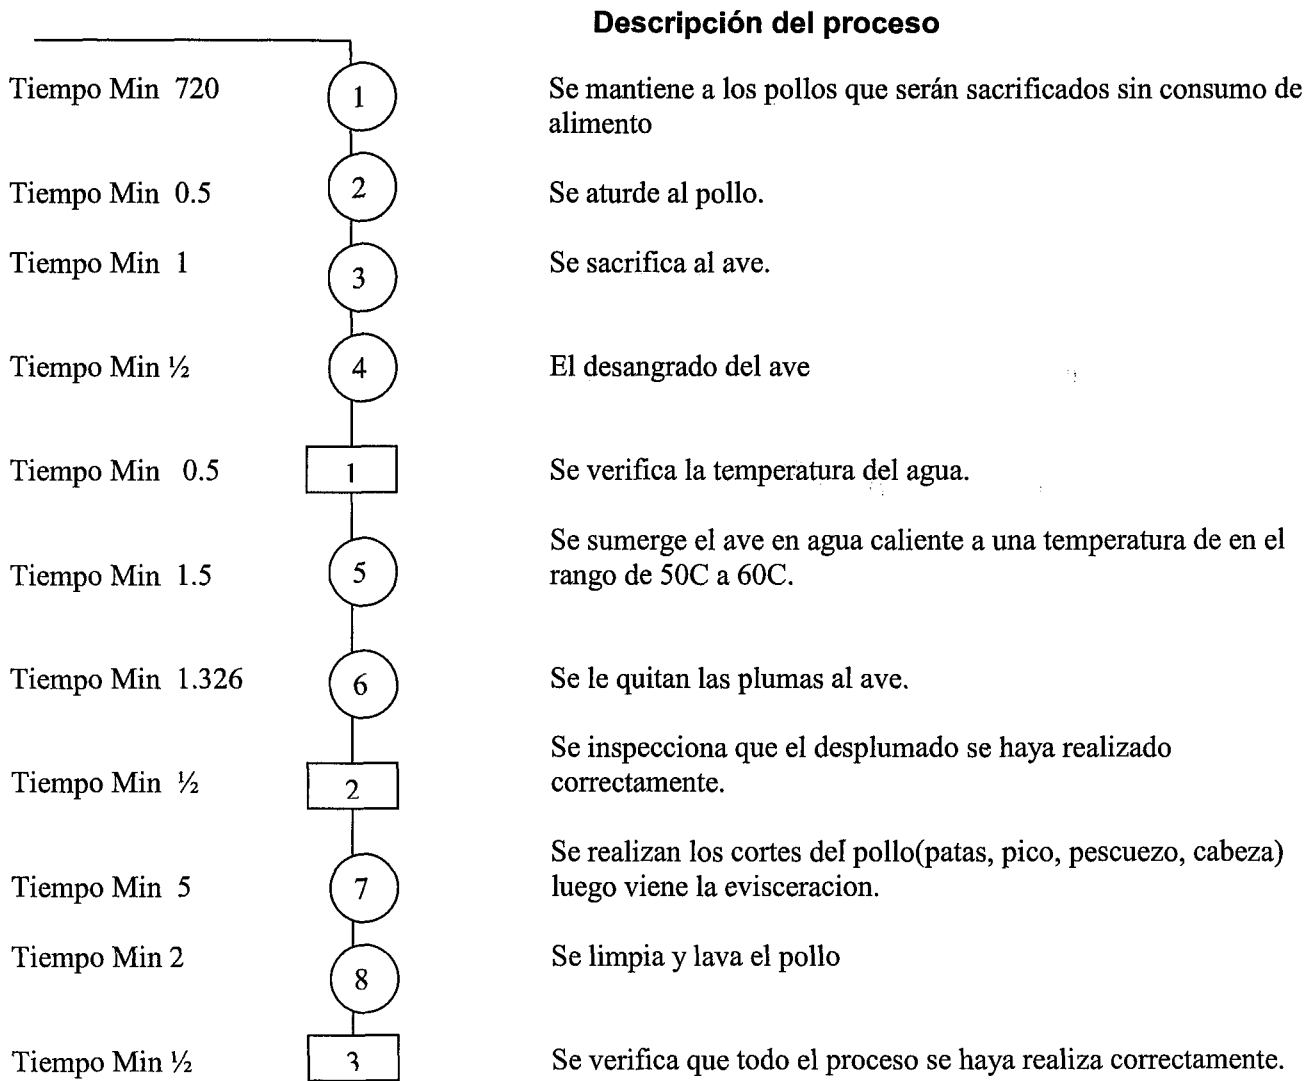 Descripción del proceso
Tiempo Min 720
1
Se mantiene a los pollos que serán sacrificados sin consumo de
alimento
Tiempo Min 0.5
2
Se aturde al pollo.
Tiempo Min 1
3
Se sacrifica al ave.
Tiempo Min ½
4
El desangrado del ave
Tiempo Min 0.5
1
Se verifica la temperatura del agua.
Tiempo Min 1.5
5
Se sumerge el ave en agua caliente a una temperatura de en el
rango de 50C a 60C.
Tiempo Min 1.326
6
Se le quitan las plumas al ave.
Tiempo Min ½
2
Se inspecciona que el desplumado se haya realizado
correctamente.
Tiempo Min 5
7
Se realizan los cortes del pollo(patas, pico, pescuezo, cabeza)
luego viene la evisceracion.
Tiempo Min 2
8
Se limpia y lava el pollo
Tiempo Min ½
3
Se verifica que todo el proceso se haya realiza correctamente.